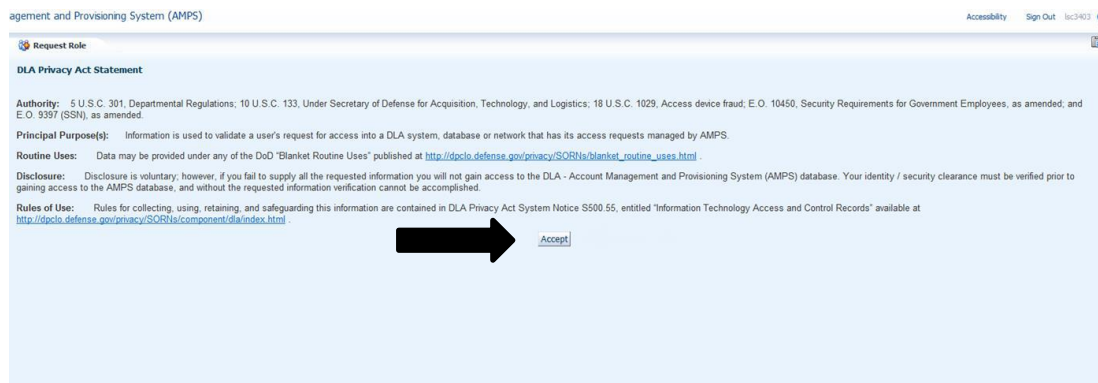 agement and Provisioning System (AMPS)
Accessibility Sign Out lsc3403
Request Role
DLA Privacy Act Statement
Authority: 5 U.S.C. 301, Departmental Regulations; 10 U.S.C. 133, Under Secretary of Defense for Acquisition, Technology, and Logistics; 18 U.S.C. 1029, Access device fraud; E.O. 10450, Security Requirements for Government Employees, as amended; and
E.O. 9397 (SSN), as amended.
Principal Purpose(s): Information is used to validate a user's request for access into a DLA system, database or network that has its access requests managed by AMPS.
Routine Uses: Data may be provided under any of the DoD "Blanket Routine Uses" published at http://dpclo.defense.gov/privacy/SORNs/blanket_routine_uses.html .
Disclosure: Disclosure is voluntary; however, if you fail to supply all the requested information you will not gain access to the DLA - Account Management and Provisioning System (AMPS) database. Your identity / security clearance must be verified prior to
gaining access to the AMPS database, and without the requested information verification cannot be accomplished.
Rules of Use: Rules for collecting, using, retaining, and safeguarding this information are contained in DLA Privacy Act System Notice S500.55, entitled "Information Technology Access and Control Records" available at
http://dpclo.defense.gov/privacy/SORNs/component/dla/index.html .
Accept